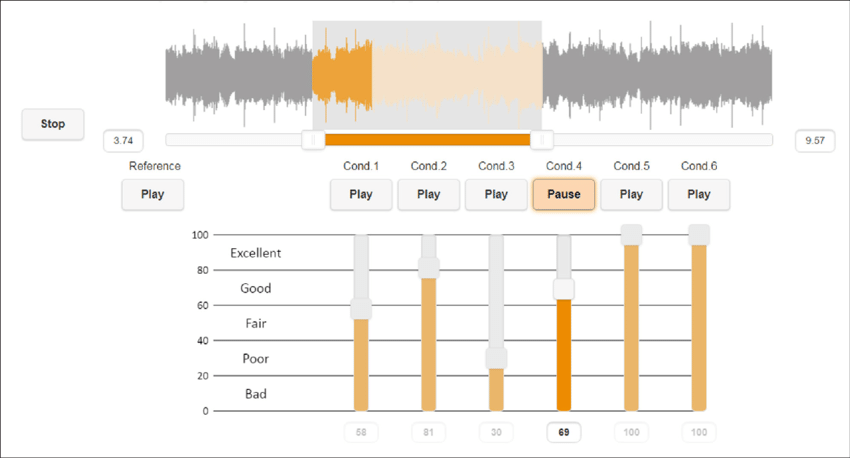 Stop
3.74
9.57
Reference Cond.1 Cond.2 Cond.3 Cond.4 Cond.5 Cond.6
Play Play Play Play Pause Play Play
100
Excellent
80
Good
60
Fair
40
Poor
20
Bad
0
58 81 30 69 100 100